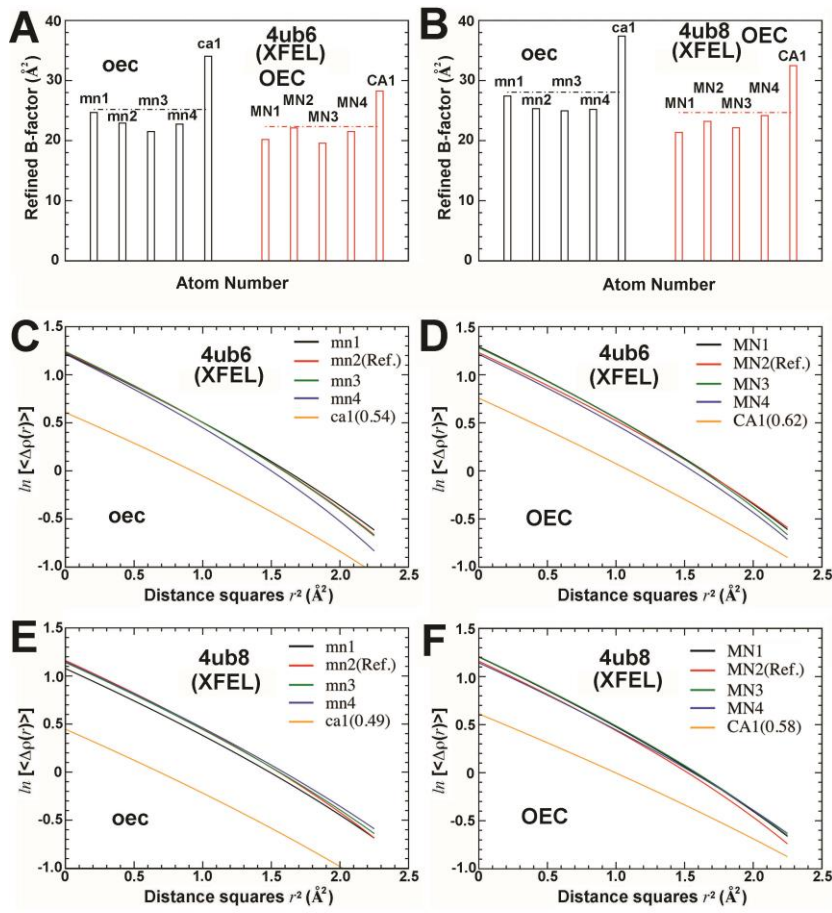 A
Refined B-factor (Å²)
40
30
20
10
0
oec
mn1
mn2
mn3
mn4
ca1
4ub6
(XFEL)
OEC
MN1
MN2
MN3
MN4
CA1
Atom Number
B
Refined B-factor (Å²)
40
30
20
10
0
oec
mn1
mn2
mn3
mn4
ca1
4ub8
(XFEL)
OEC
MN1
MN2
MN3
MN4
CA1
Atom Number
C
ln [<Δρ(r)>]
1.5
1.0
0.5
0
-0.5
-1.0
4ub6
(XFEL)
mn1
mn2(Ref.)
mn3
mn4
ca1(0.54)
oec
0 0.5 1.0 1.5 2.0 2.5
Distance squares r² (Å²)
D
ln [<Δρ(r)>]
1.5
1.0
0.5
0
-0.5
-1.0
4ub6
(XFEL)
MN1
MN2(Ref.)
MN3
MN4
CA1(0.62)
OEC
0 0.5 1.0 1.5 2.0 2.5
Distance squares r² (Å²)
E
ln [<Δρ(r)>]
1.5
1.0
0.5
0
-0.5
-1.0
4ub8
(XFEL)
mn1
mn2(Ref.)
mn3
mn4
ca1(0.49)
oec
0 0.5 1.0 1.5 2.0 2.5
Distance squares r² (Å²)
F
ln [<Δρ(r)>]
1.5
1.0
0.5
0
-0.5
-1.0
4ub8
(XFEL)
MN1
MN2(Ref.)
MN3
MN4
CA1(0.58)
OEC
0 0.5 1.0 1.5 2.0 2.5
Distance squares r² (Å²)